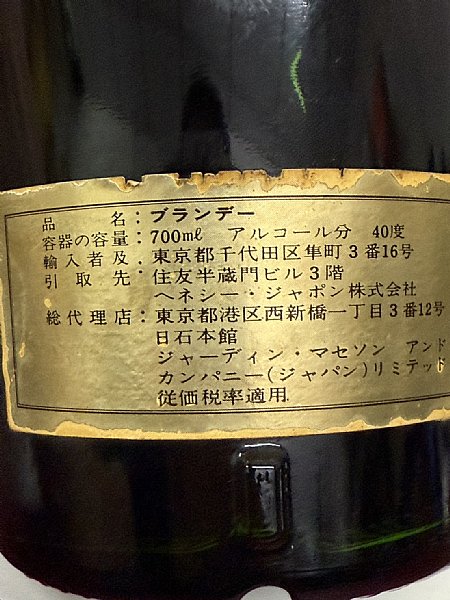 品名：ブランデー
容器の容量：700ml アルコール分 40度
輸入者及 引取先：東京都千代田区隼町3番16号
住友半蔵門ビル3階
ヘネシー・ジャポン株式会社
総代理店：東京都港区西新橋一丁目3番12号
日石本館
ジャーディン・マセソン アンド
カンパニー(ジャパン)リミテッド
従価税率適用